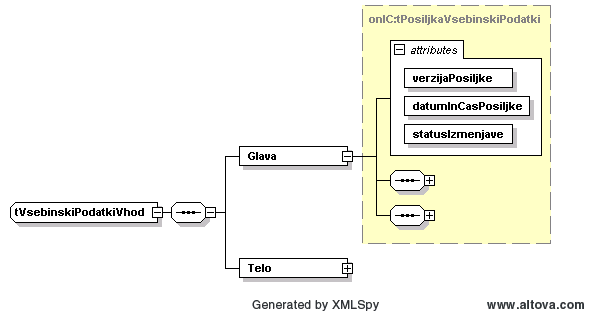 onIC:tPosiljkaVsebinskiPodatki
attributes
verzijaPosiljke
datumInCasPosiljke
statusIzmenjave
Glava
tVsebinskiPodatkiVhod
Telo
Generated by XMLSpy
www.altova.com